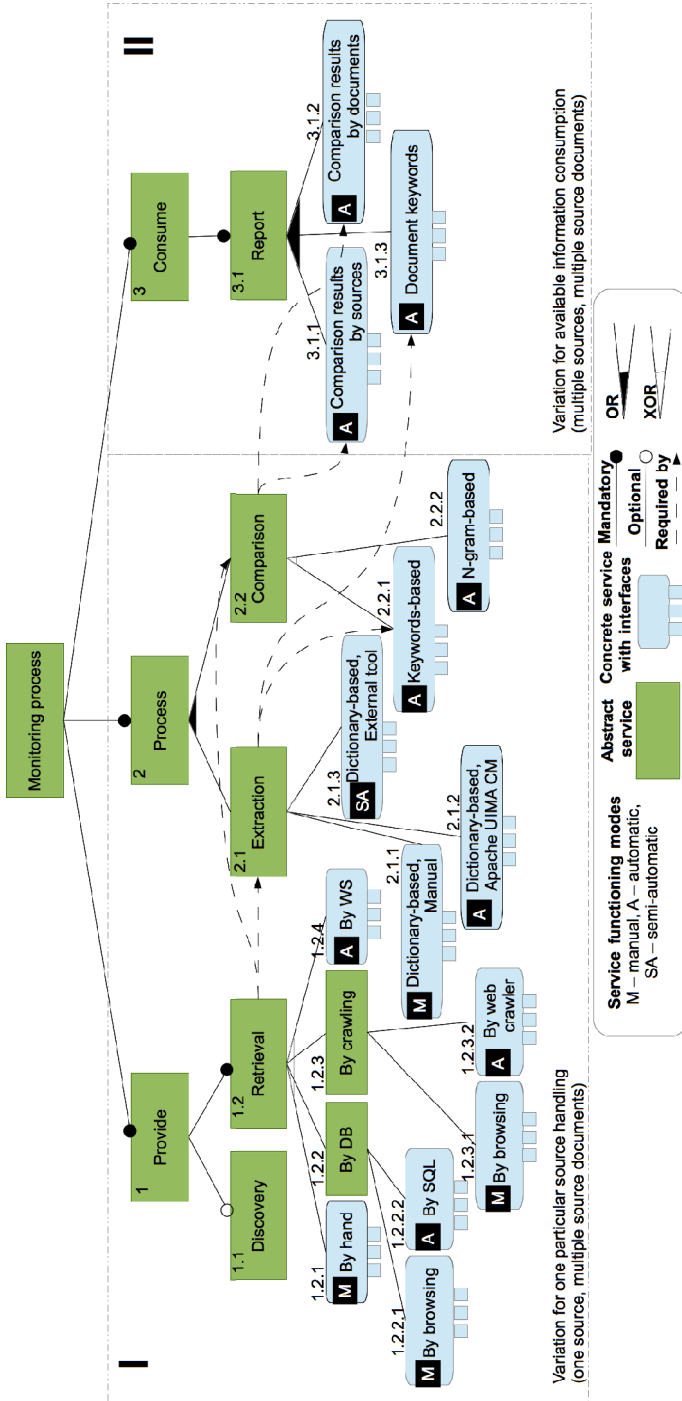 Monitoring process
I
II
1
Provide
2
Process
3
Consume
1.1
Discovery
1.2
Retrieval
2.1
Extraction
2.2
Comparison
3.1
Report
1.2.1
M By hand
1.2.2
By DB
1.2.3
By crawling
1.2.4
A By WS
1.2.2.1
M By browsing
1.2.2.2
A By SQL
1.2.3.1
M By browsing
1.2.3.2
A By web
crawler
2.1.1
M Dictionary-based,
Manual
2.1.2
A Dictionary-based,
Apache UIMA CM
2.1.3
SA Dictionary-based,
External tool
2.2.1
A Keywords-based
2.2.2
A N-gram-based
3.1.1
A Comparison results
by sources
3.1.2
A Comparison results
by documents
3.1.3
A Document keywords
Variation for one particular source handling
(one source, multiple source documents)
Variation for available information consumption
(multiple sources, multiple source documents)
Service functioning modes
M – manual, A – automatic,
SA – semi-automatic
Abstract
service
Concrete service
with interfaces
Mandatory
Optional
Required by
OR
XOR